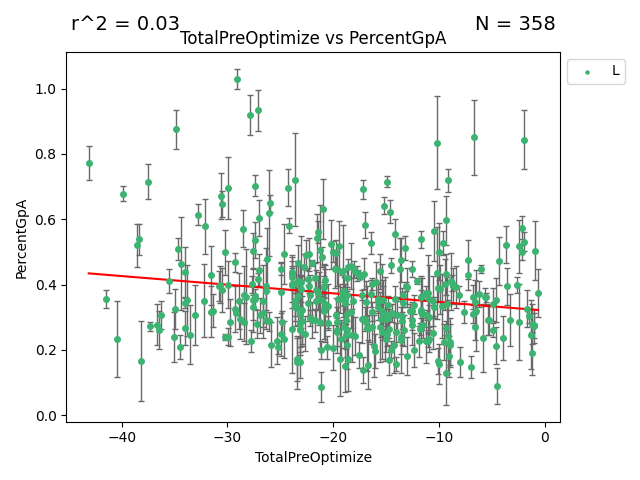 r^2 = 0.03
N = 358
TotalPreOptimize vs PercentGpA
L
PercentGpA
1.0
0.8
0.6
0.4
0.2
0.0
−40 −30 −20 −10 0
TotalPreOptimize